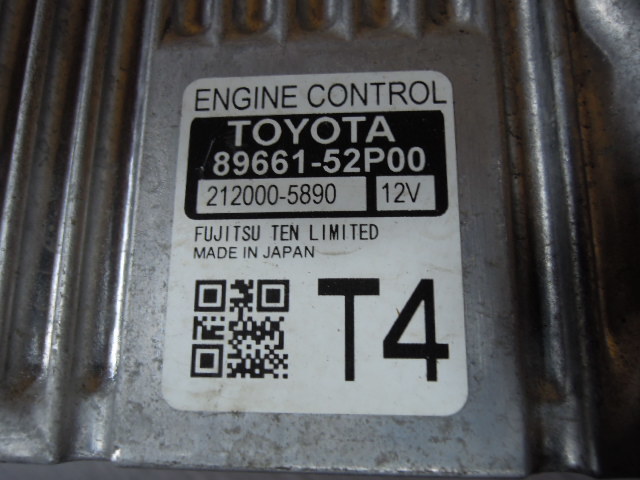 ENGINE CONTROL
TOYOTA
89661-52P00
212000-5890 12V
FUJITSU TEN LIMITED
MADE IN JAPAN
T4